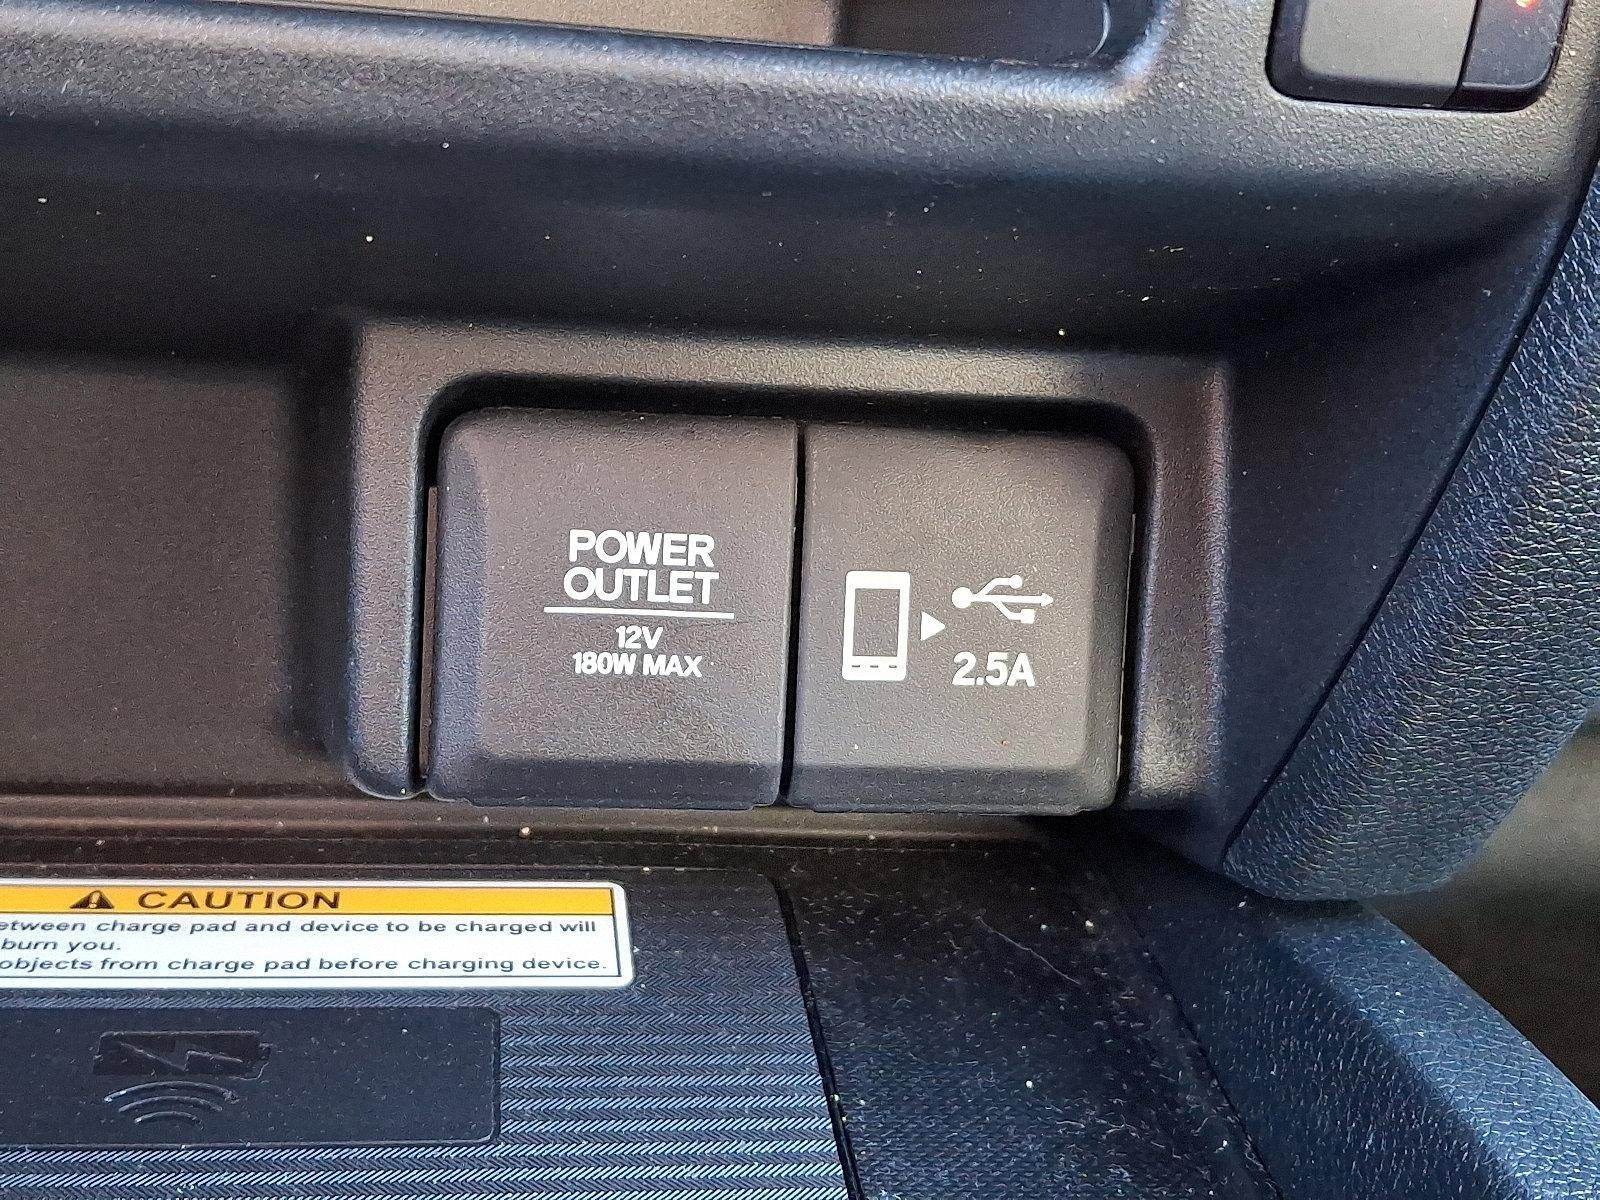 POWER
OUTLET
12V
180W MAX
2.5A
CAUTION
between charge pad and device to be charged will
burn you.
objects from charge pad before charging device.